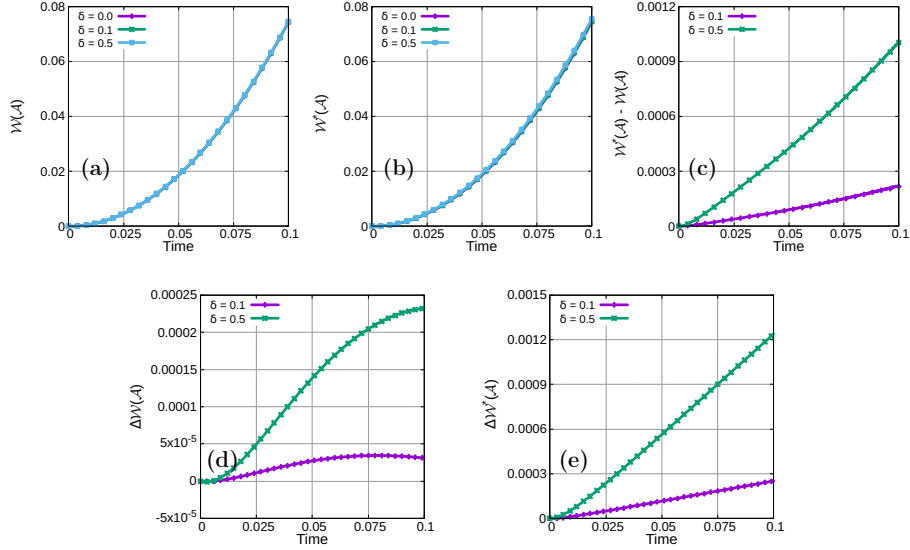 δ = 0.0
δ = 0.1
δ = 0.5
0.08
0.06
0.04
0.02
0
𝒲(𝒜)
(a)
0 0.025 0.05 0.075 0.1
Time
δ = 0.0
δ = 0.1
δ = 0.5
0.08
0.06
0.04
0.02
0
𝒲*(𝒜)
(b)
0 0.025 0.05 0.075 0.1
Time
δ = 0.1
δ = 0.5
0.0009
0.0006
0.0003
0
𝒲*(𝒜) - 𝒲(𝒜)
(c)
0 0.025 0.05 0.075 0.1
Time
δ = 0.1
δ = 0.5
0.00025
0.0002
0.00015
0.0001
5x10⁻⁵
0
-5x10⁻⁵
Δ𝒲(𝒜)
(d)
0 0.025 0.05 0.075 0.1
Time
δ = 0.1
δ = 0.5
0.0015
0.0012
0.0009
0.0006
0.0003
0
Δ𝒲*(𝒜)
(e)
0 0.025 0.05 0.075 0.1
Time